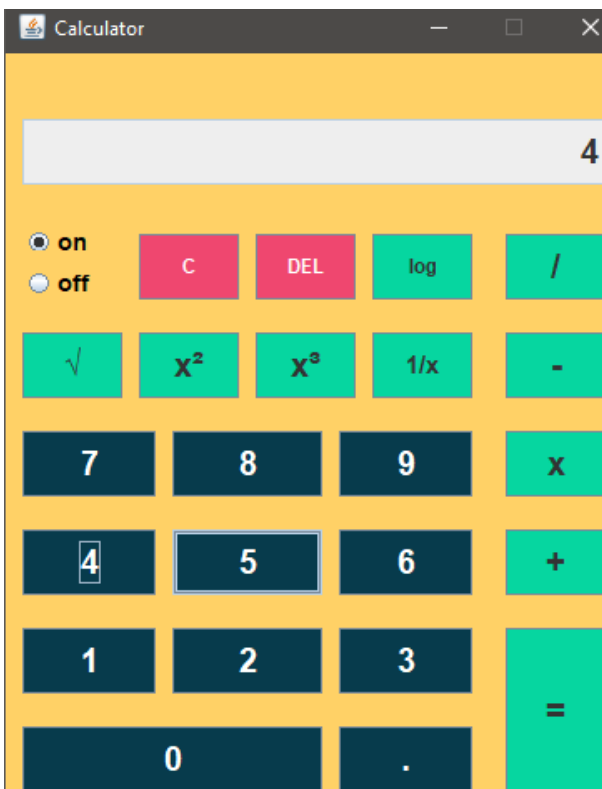 Calculator
4
on
off
C DEL log /
√ x² x³ 1/x -
7 8 9 x
4 5 6 +
1 2 3
=
0 .